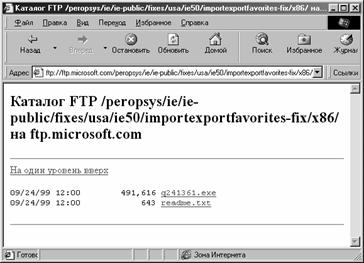 Каталог FTP /peropsys/ie/ie-public/fixes/usa/ie50/importexportfavorites-fix/x86/ на...
Файл Правка Вид Переход Избранное Справка
Назад Вперед Остановить Обновить Домой Поиск Избранное Журнал
Адрес ftp://ftp.microsoft.com/peropsys/ie/ie-public/fixes/usa/ie50/importexportfavorites-fix/x86/ Ссылки
Каталог FTP /peropsys/ie/ie-
public/fixes/usa/ie50/importexportfavorites-fix/x86/
на ftp.microsoft.com
На один уровень вверх
09/24/99 12:00 491,616 q241361.exe
09/24/99 12:00 643 readme.txt
Готово Зона Интернета